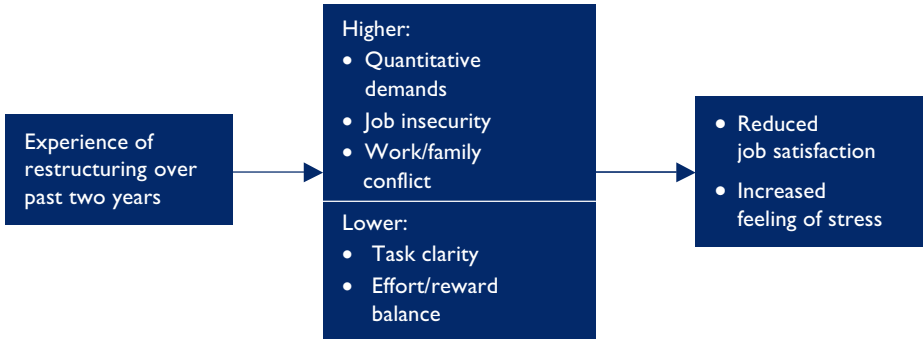 Experience of
restructuring over
past two years
Higher:
• Quantitative
demands
• Job insecurity
• Work/family
conflict
Lower:
• Task clarity
• Effort/reward
balance
• Reduced
job satisfaction
• Increased
feeling of stress